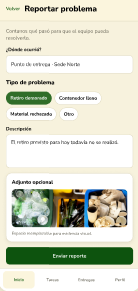 Volver
Reportar problema
Contanos qué pasó para que el equipo pueda
resolverlo.
¿Dónde ocurrió?
Punto de entrega · Sede Norte
Tipo de problema
Retiro demorado
Contenedor lleno
Material rechazado
Otro
Descripción
El retiro previsto para hoy todavía no se realizó.
Adjunto opcional
Enviar reporte
Inicio
Tareas
Entregas
Perfil